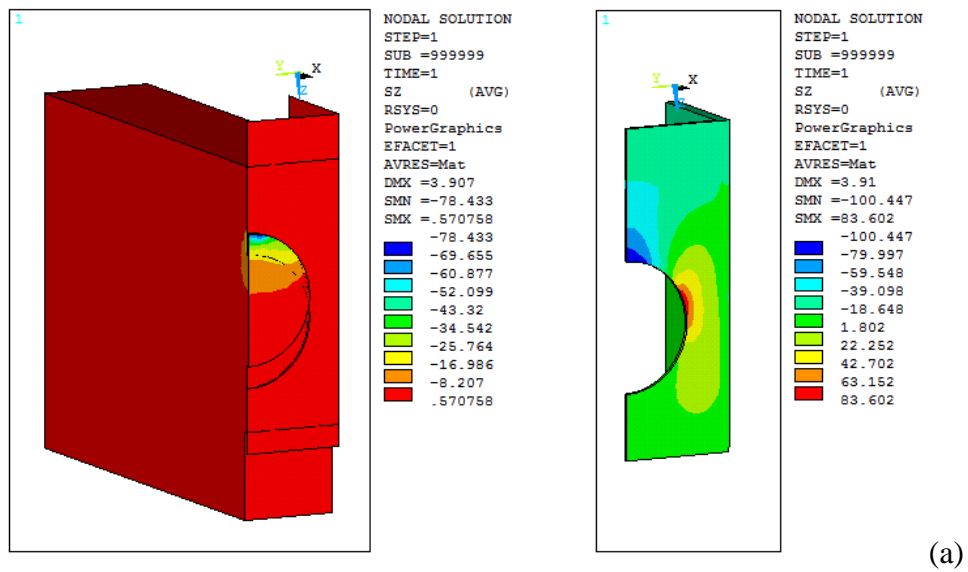 1
NODAL SOLUTION
STEP=1
SUB =999999
TIME=1
SZ (AVG)
RSYS=0
PowerGraphics
EFACET=1
AVRES=Mat
DMX =3.907
SMN =-78.433
SMX =.570758
-78.433
-69.655
-60.877
-52.099
-43.32
-34.542
-25.764
-16.986
-8.207
.570758
Y
X
Z
1
NODAL SOLUTION
STEP=1
SUB =999999
TIME=1
SZ (AVG)
RSYS=0
PowerGraphics
EFACET=1
AVRES=Mat
DMX =3.91
SMN =-100.447
SMX =83.602
-100.447
-79.997
-59.548
-39.098
-18.648
1.802
22.252
42.702
63.152
83.602
Y
X
Z
(a)